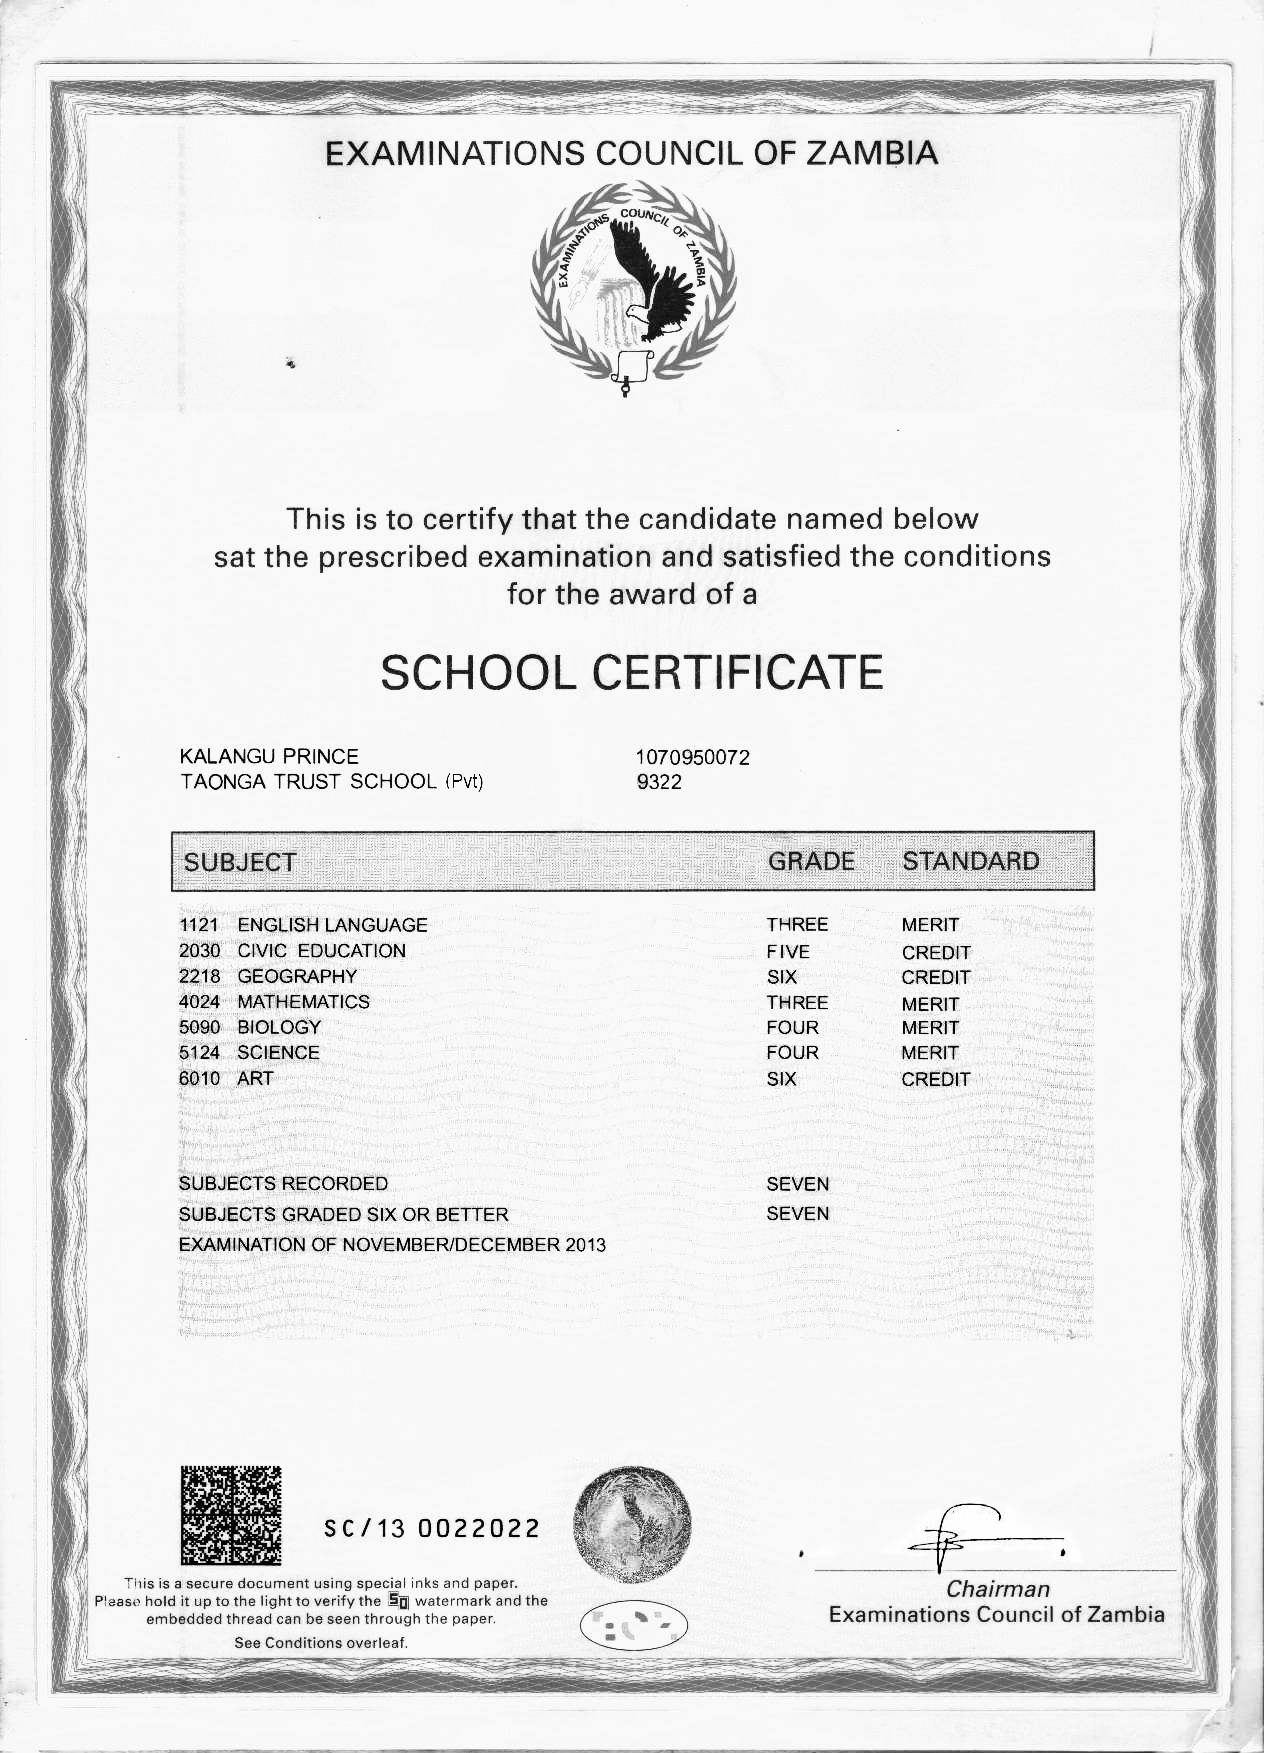 EXAMINATIONS COUNCIL OF ZAMBIA
EXAMINATIONS COUNCIL OF ZAMBIA
This is to certify that the candidate named below
sat the prescribed examination and satisfied the conditions
for the award of a
SCHOOL CERTIFICATE
KALANGU PRINCE 1070950072
TAONGA TRUST SCHOOL (Pvt) 9322
SUBJECT GRADE STANDARD
1121 ENGLISH LANGUAGE THREE MERIT
2030 CIVIC EDUCATION FIVE CREDIT
2218 GEOGRAPHY SIX CREDIT
4024 MATHEMATICS THREE MERIT
5090 BIOLOGY FOUR MERIT
5124 SCIENCE FOUR MERIT
6010 ART SIX CREDIT
SUBJECTS RECORDED SEVEN
SUBJECTS GRADED SIX OR BETTER SEVEN
EXAMINATION OF NOVEMBER/DECEMBER 2013
SC/13 0022022
This is a secure document using special inks and paper.
Please hold it up to the light to verify the watermark and the
embedded thread can be seen through the paper.
See Conditions overleaf.
Chairman
Examinations Council of Zambia